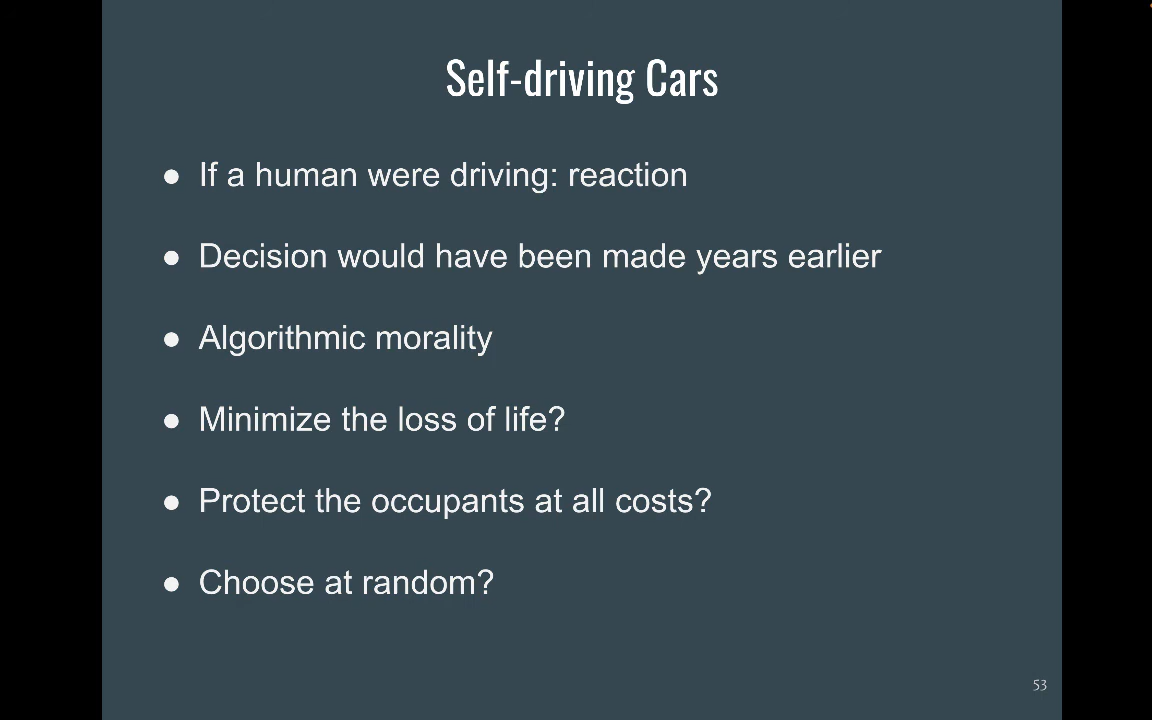 Self-driving Cars
● If a human were driving: reaction
● Decision would have been made years earlier
● Algorithmic morality
● Minimize the loss of life?
● Protect the occupants at all costs?
● Choose at random?
53